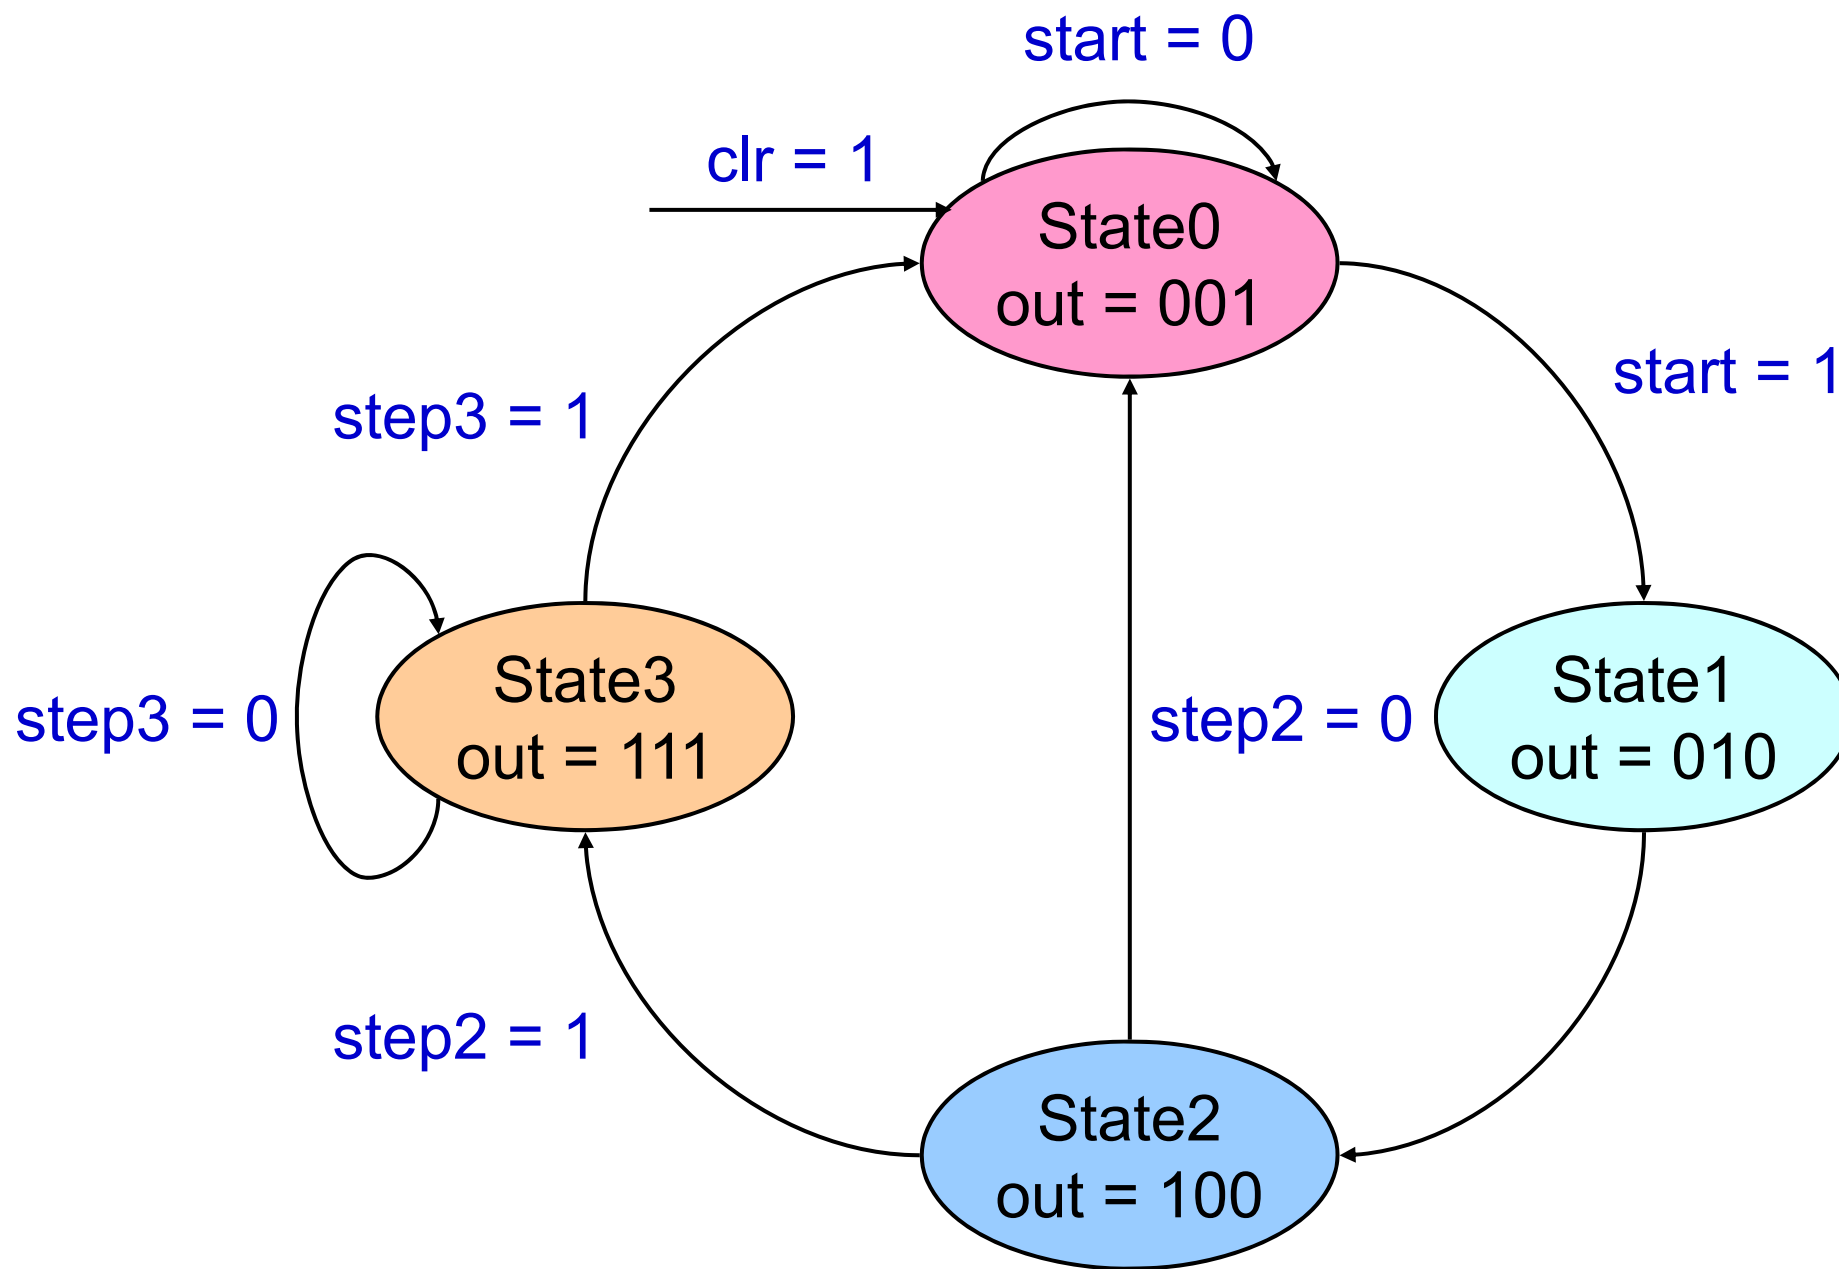 start = 0
clr = 1
State0
out = 001
start = 1
step3 = 1
State3
out = 111
step3 = 0
step2 = 0
State1
out = 010
step2 = 1
State2
out = 100